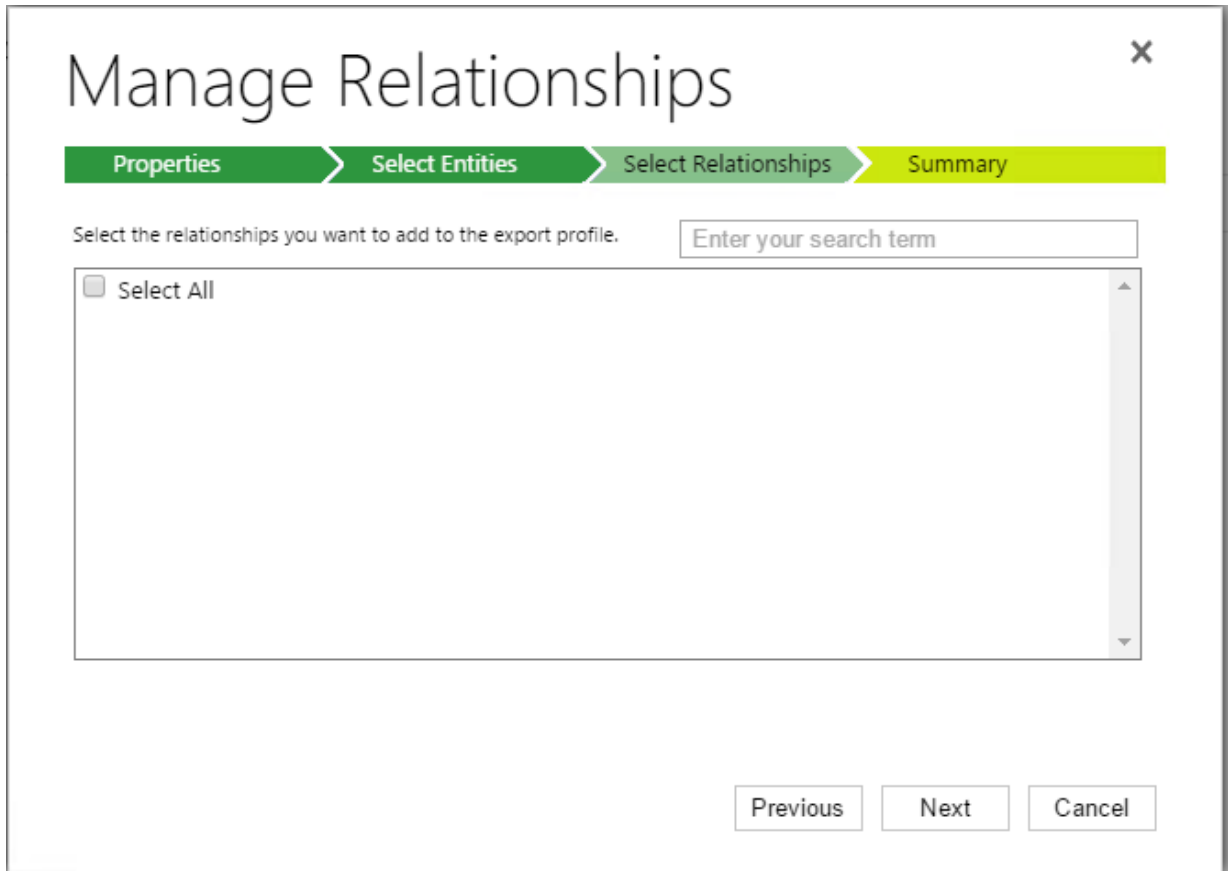 Manage Relationships
Properties
Select Entities
Select Relationships
Summary
Select the relationships you want to add to the export profile.
Enter your search term
Select All
Previous
Next
Cancel